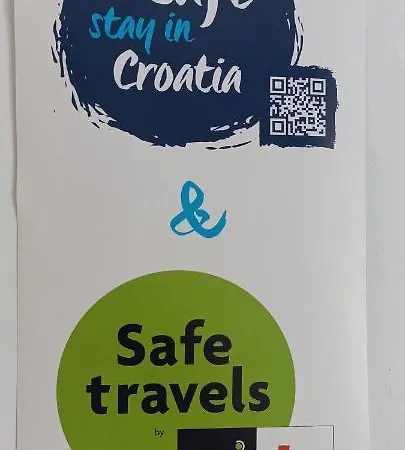 stay in
Croatia
&
Safe
travels
by